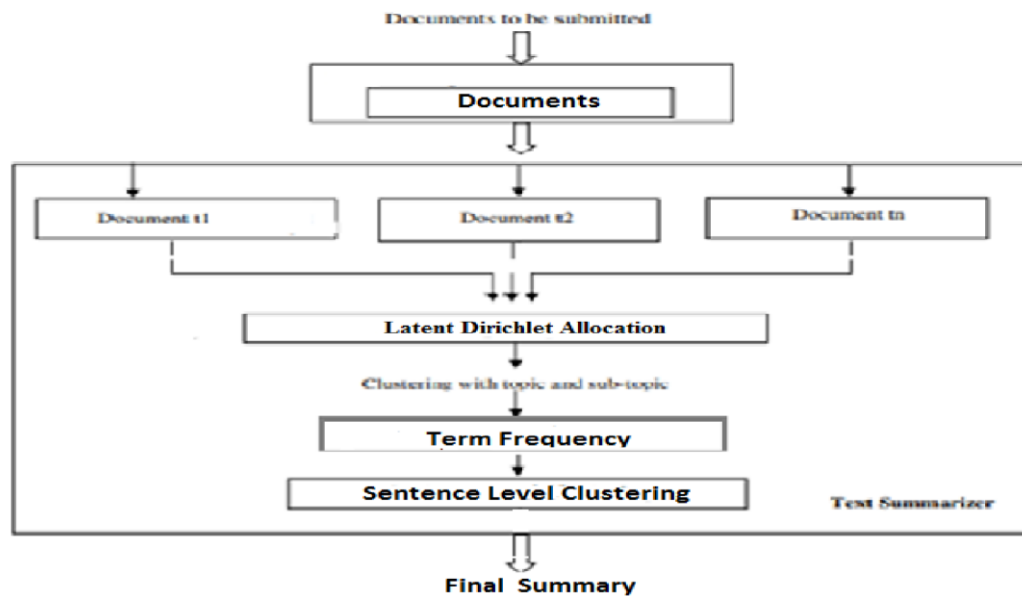 Documents to be submitted
Documents
Document t1
Document t2
Document tn
Latent Dirichlet Allocation
Clustering with topic and sub-topic
Term Frequency
Sentence Level Clustering
Text Summarizer
Final Summary